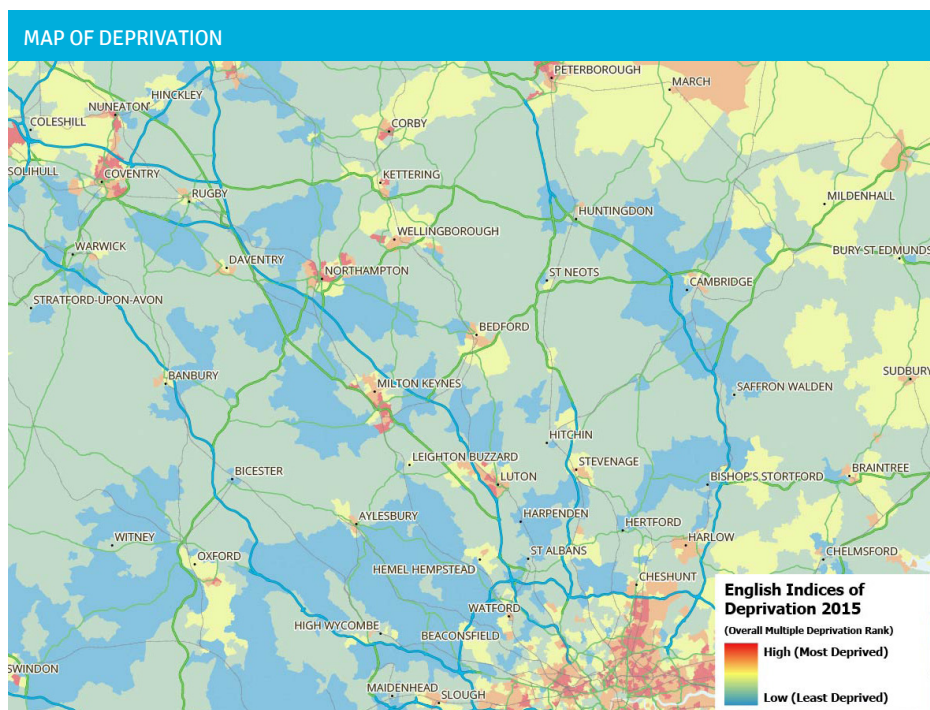 MAP OF DEPRIVATION
PETERBOROUGH
MARCH
HINCKLEY
NUNEATON
COLESHILL
CORBY
SOLIHULL
COVENTRY
KETTERING
RUGBY
MILDENHALL
HUNTINGDON
WELLINGBOROUGH
WARWICK
DAVENTRY
BURY ST EDMUNDS
NORTHAMPTON
ST NEOTS
CAMBRIDGE
STRATFORD-UPON-AVON
BEDFORD
BANBURY
MILTON KEYNES
SUDBURY
SAFFRON WALDEN
HITCHIN
LEIGHTON BUZZARD
STEVENAGE
BICESTER
LUTON
BISHOP'S STORTFORD
BRAINTREE
AYLESBURY
HARPENDEN
HERTFORD
WITNEY
HARLOW
OXFORD
ST ALBANS
CHELMSFORD
HEMEL HEMPSTEAD
CHESHUNT
WATFORD
HIGH WYCOMBE
BEACONSFIELD
SWINDON
MAIDENHEAD
SLOUGH
English Indices of
Deprivation 2015
(Overall Multiple Deprivation Rank)
High (Most Deprived)
Low (Least Deprived)